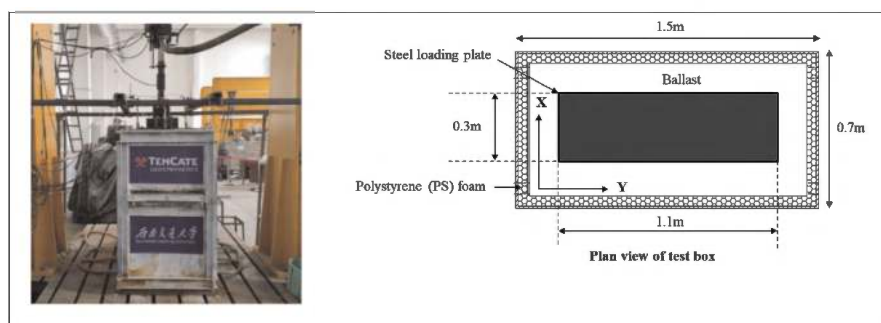 TENCATE
GEOSYNTHETICS
西南交通大学
1.5m
Steel loading plate
Ballast
X
0.3m
0.7m
Polystyrene (PS) foam
Y
1.1m
Plan view of test box